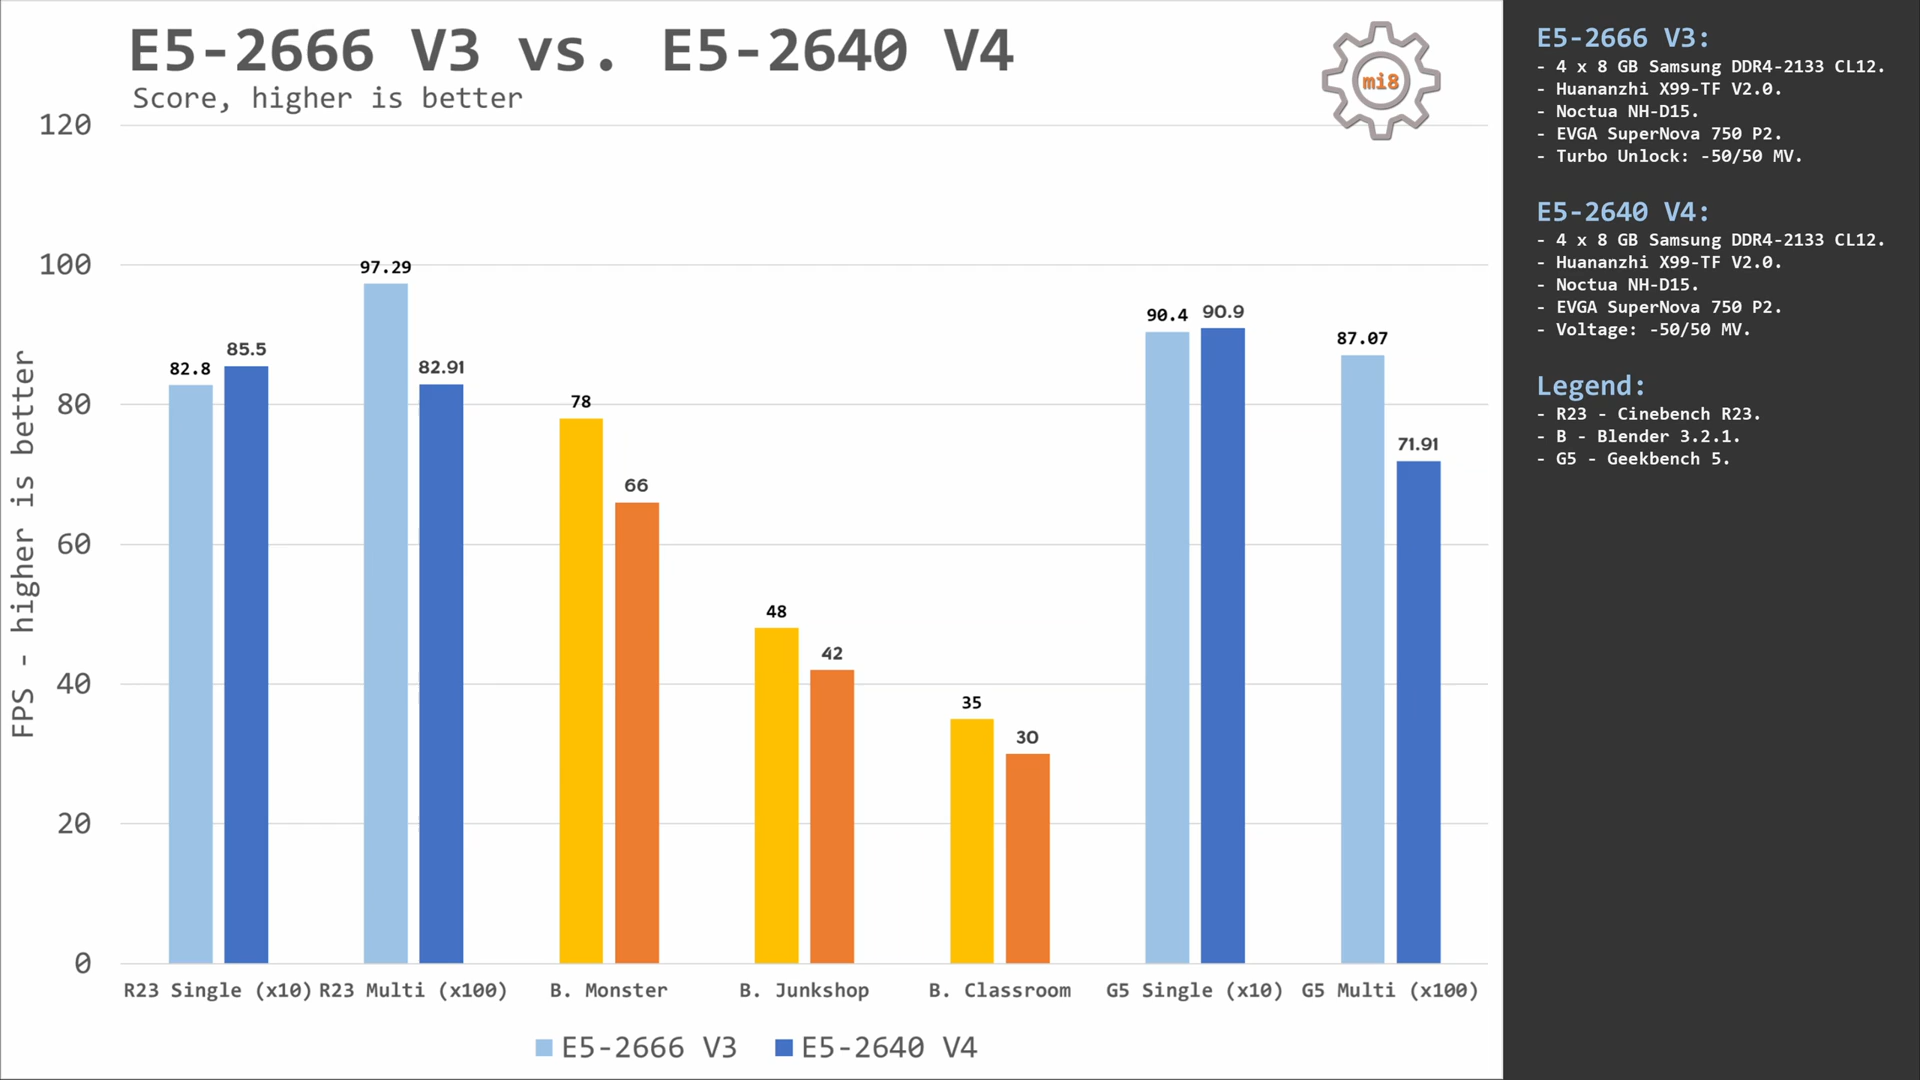 E5-2666 V3 vs. E5-2640 V4
Score, higher is better
mi8
FPS - higher is better
120
100
80
60
40
20
0
82.8
85.5
97.29
82.91
78
66
48
42
35
30
90.4
90.9
87.07
71.91
R23 Single (x10)
R23 Multi (x100)
B. Monster
B. Junkshop
B. Classroom
G5 Single (x10)
G5 Multi (x100)
E5-2666 V3
E5-2640 V4
E5-2666 V3:
- 4 x 8 GB Samsung DDR4-2133 CL12.
- Huananzhi X99-TF V2.0.
- Noctua NH-D15.
- EVGA SuperNova 750 P2.
- Turbo Unlock: -50/50 MV.
E5-2640 V4:
- 4 x 8 GB Samsung DDR4-2133 CL12.
- Huananzhi X99-TF V2.0.
- Noctua NH-D15.
- EVGA SuperNova 750 P2.
- Voltage: -50/50 MV.
Legend:
- R23 - Cinebench R23.
- B - Blender 3.2.1.
- G5 - Geekbench 5.